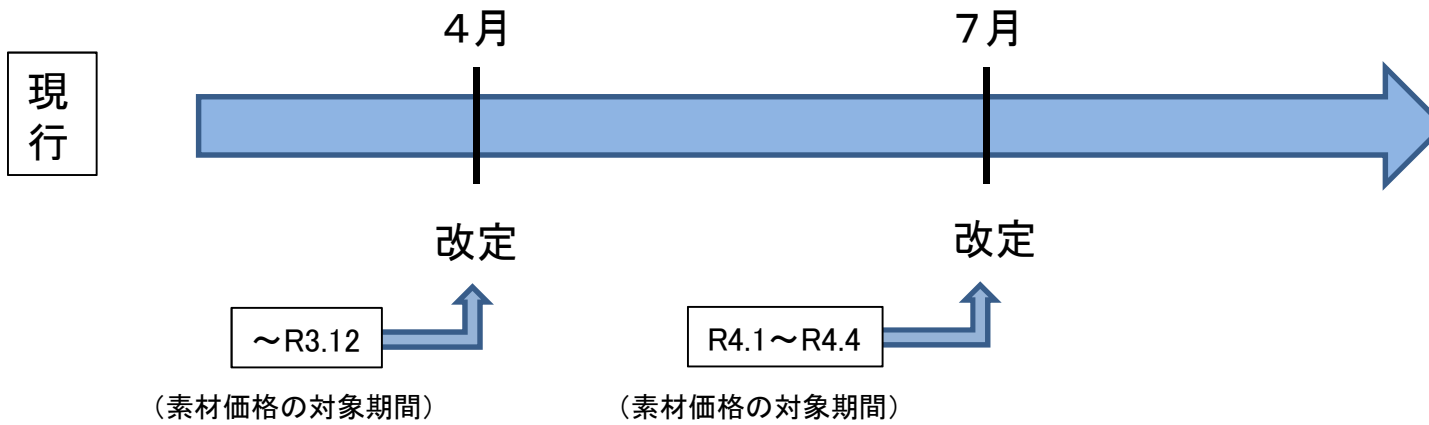 ４月
７月
現
行
改定
改定
～R3.12
R4.1～R4.4
（素材価格の対象期間）
（素材価格の対象期間）